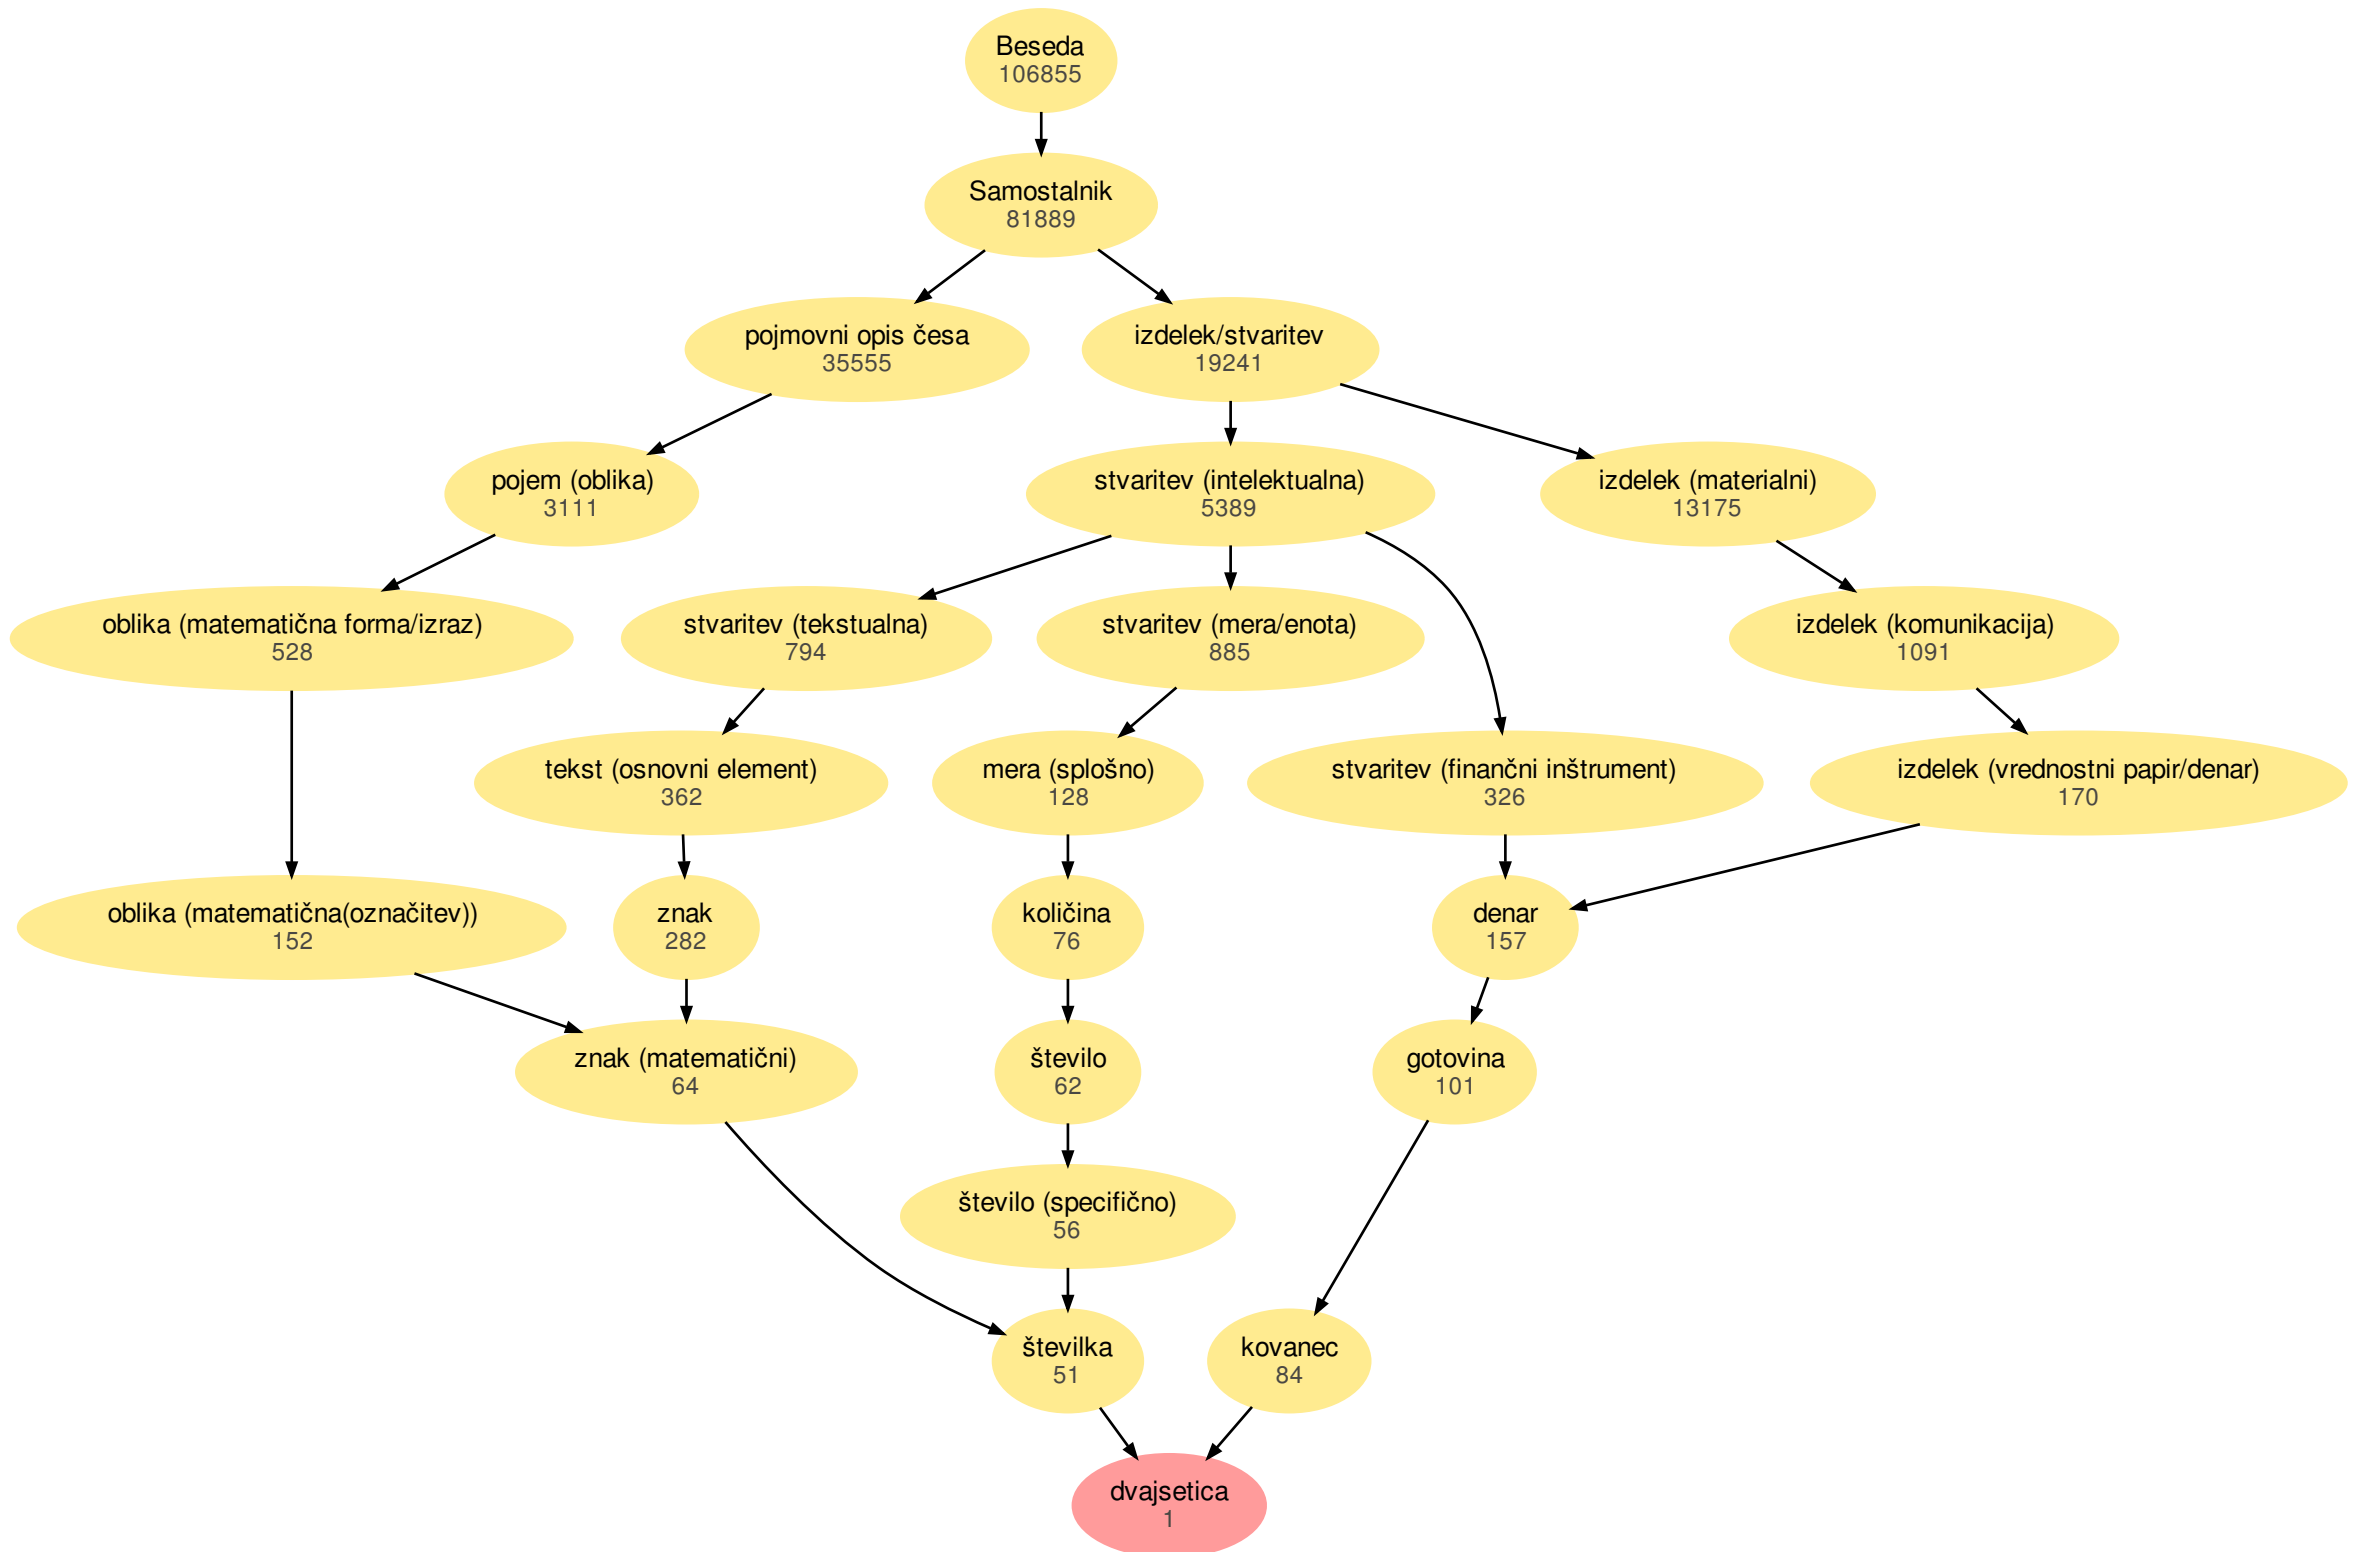 Beseda
106855
Samostalnik
81889
pojmovni opis česa
35555
izdelek/stvaritev
19241
pojem (oblika)
3111
stvaritev (intelektualna)
5389
izdelek (materialni)
13175
oblika (matematična forma/izraz)
528
stvaritev (tekstualna)
794
stvaritev (mera/enota)
885
izdelek (komunikacija)
1091
tekst (osnovni element)
362
mera (splošno)
128
stvaritev (finančni inštrument)
326
izdelek (vrednostni papir/denar)
170
oblika (matematična(označitev))
152
znak
282
količina
76
denar
157
znak (matematični)
64
število
62
gotovina
101
število (specifično)
56
številka
51
kovanec
84
dvajsetica
1